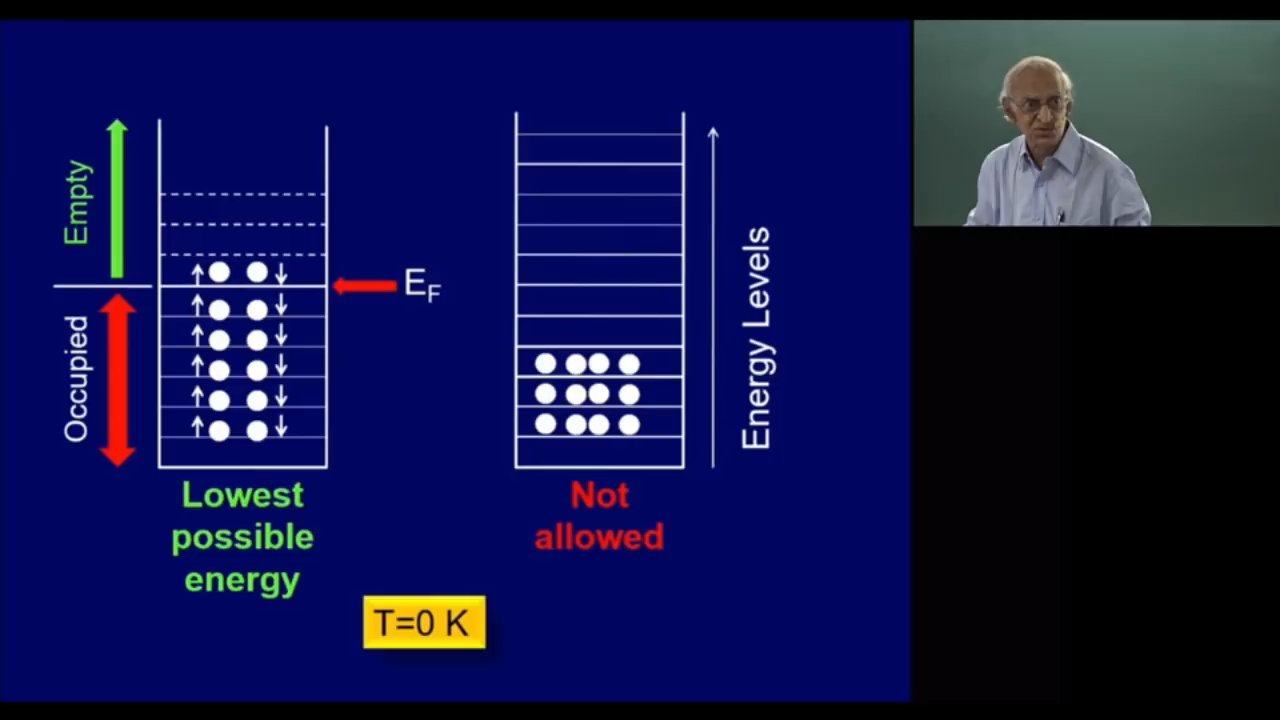 Empty
Occupied
E_F
Energy Levels
Lowest
possible
energy
Not
allowed
T=0 K